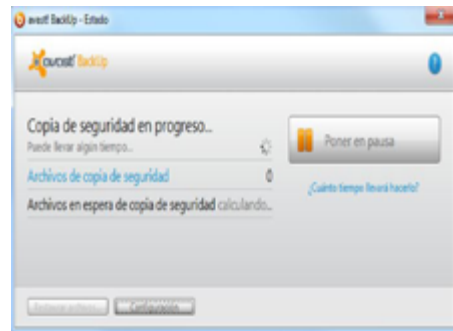 avast! BackUp - Estado
avast! BackUp
?
Copia de seguridad en progreso...
Puede llevar algún tiempo...
Poner en pausa
Archivos de copia de seguridad 0
¿Cuánto tiempo llevará hacerlo?
Archivos en espera de copia de seguridad calculando...
Configuración